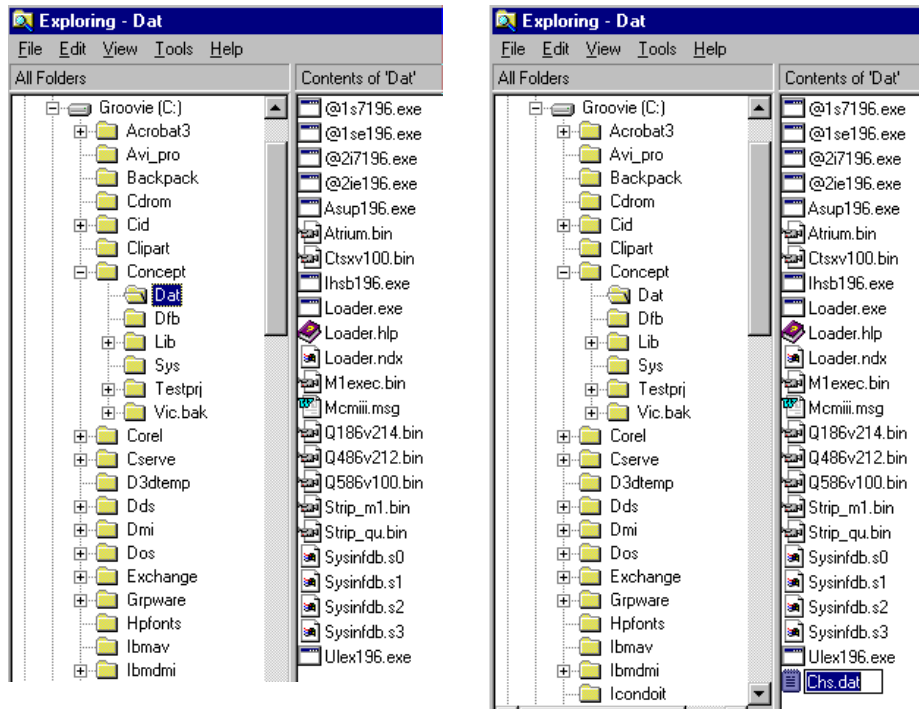 Exploring - Dat
File Edit View Tools Help
All Folders
Groovie (C:)
Acrobat3
Avi_pro
Backpack
Cdrom
Cid
Clipart
Concept
Dat
Dfb
Lib
Sys
Testprj
Vic.bak
Corel
Cserve
D3dtemp
Dds
Dmi
Dos
Exchange
Grpware
Hpfonts
Ibmav
Ibmdmi
Contents of 'Dat'
@1s7196.exe
@1se196.exe
@2i7196.exe
@2ie196.exe
Asup196.exe
Atrium.bin
Ctsxv100.bin
Ihsb196.exe
Loader.exe
Loader.hlp
Loader.ndx
M1exec.bin
Mcmiii.msg
Q186v214.bin
Q486v212.bin
Q586v100.bin
Strip_m1.bin
Strip_qu.bin
Sysinfdb.s0
Sysinfdb.s1
Sysinfdb.s2
Sysinfdb.s3
Ulex196.exe
Exploring - Dat
File Edit View Tools Help
All Folders
Groovie (C:)
Acrobat3
Avi_pro
Backpack
Cdrom
Cid
Clipart
Concept
Dat
Dfb
Lib
Sys
Testprj
Vic.bak
Corel
Cserve
D3dtemp
Dds
Dmi
Dos
Exchange
Grpware
Hpfonts
Ibmav
Ibmdmi
Icondoit
Contents of 'Dat'
@1s7196.exe
@1se196.exe
@2i7196.exe
@2ie196.exe
Asup196.exe
Atrium.bin
Ctsxv100.bin
Ihsb196.exe
Loader.exe
Loader.hlp
Loader.ndx
M1exec.bin
Mcmiii.msg
Q186v214.bin
Q486v212.bin
Q586v100.bin
Strip_m1.bin
Strip_qu.bin
Sysinfdb.s0
Sysinfdb.s1
Sysinfdb.s2
Sysinfdb.s3
Ulex196.exe
Chs.dat